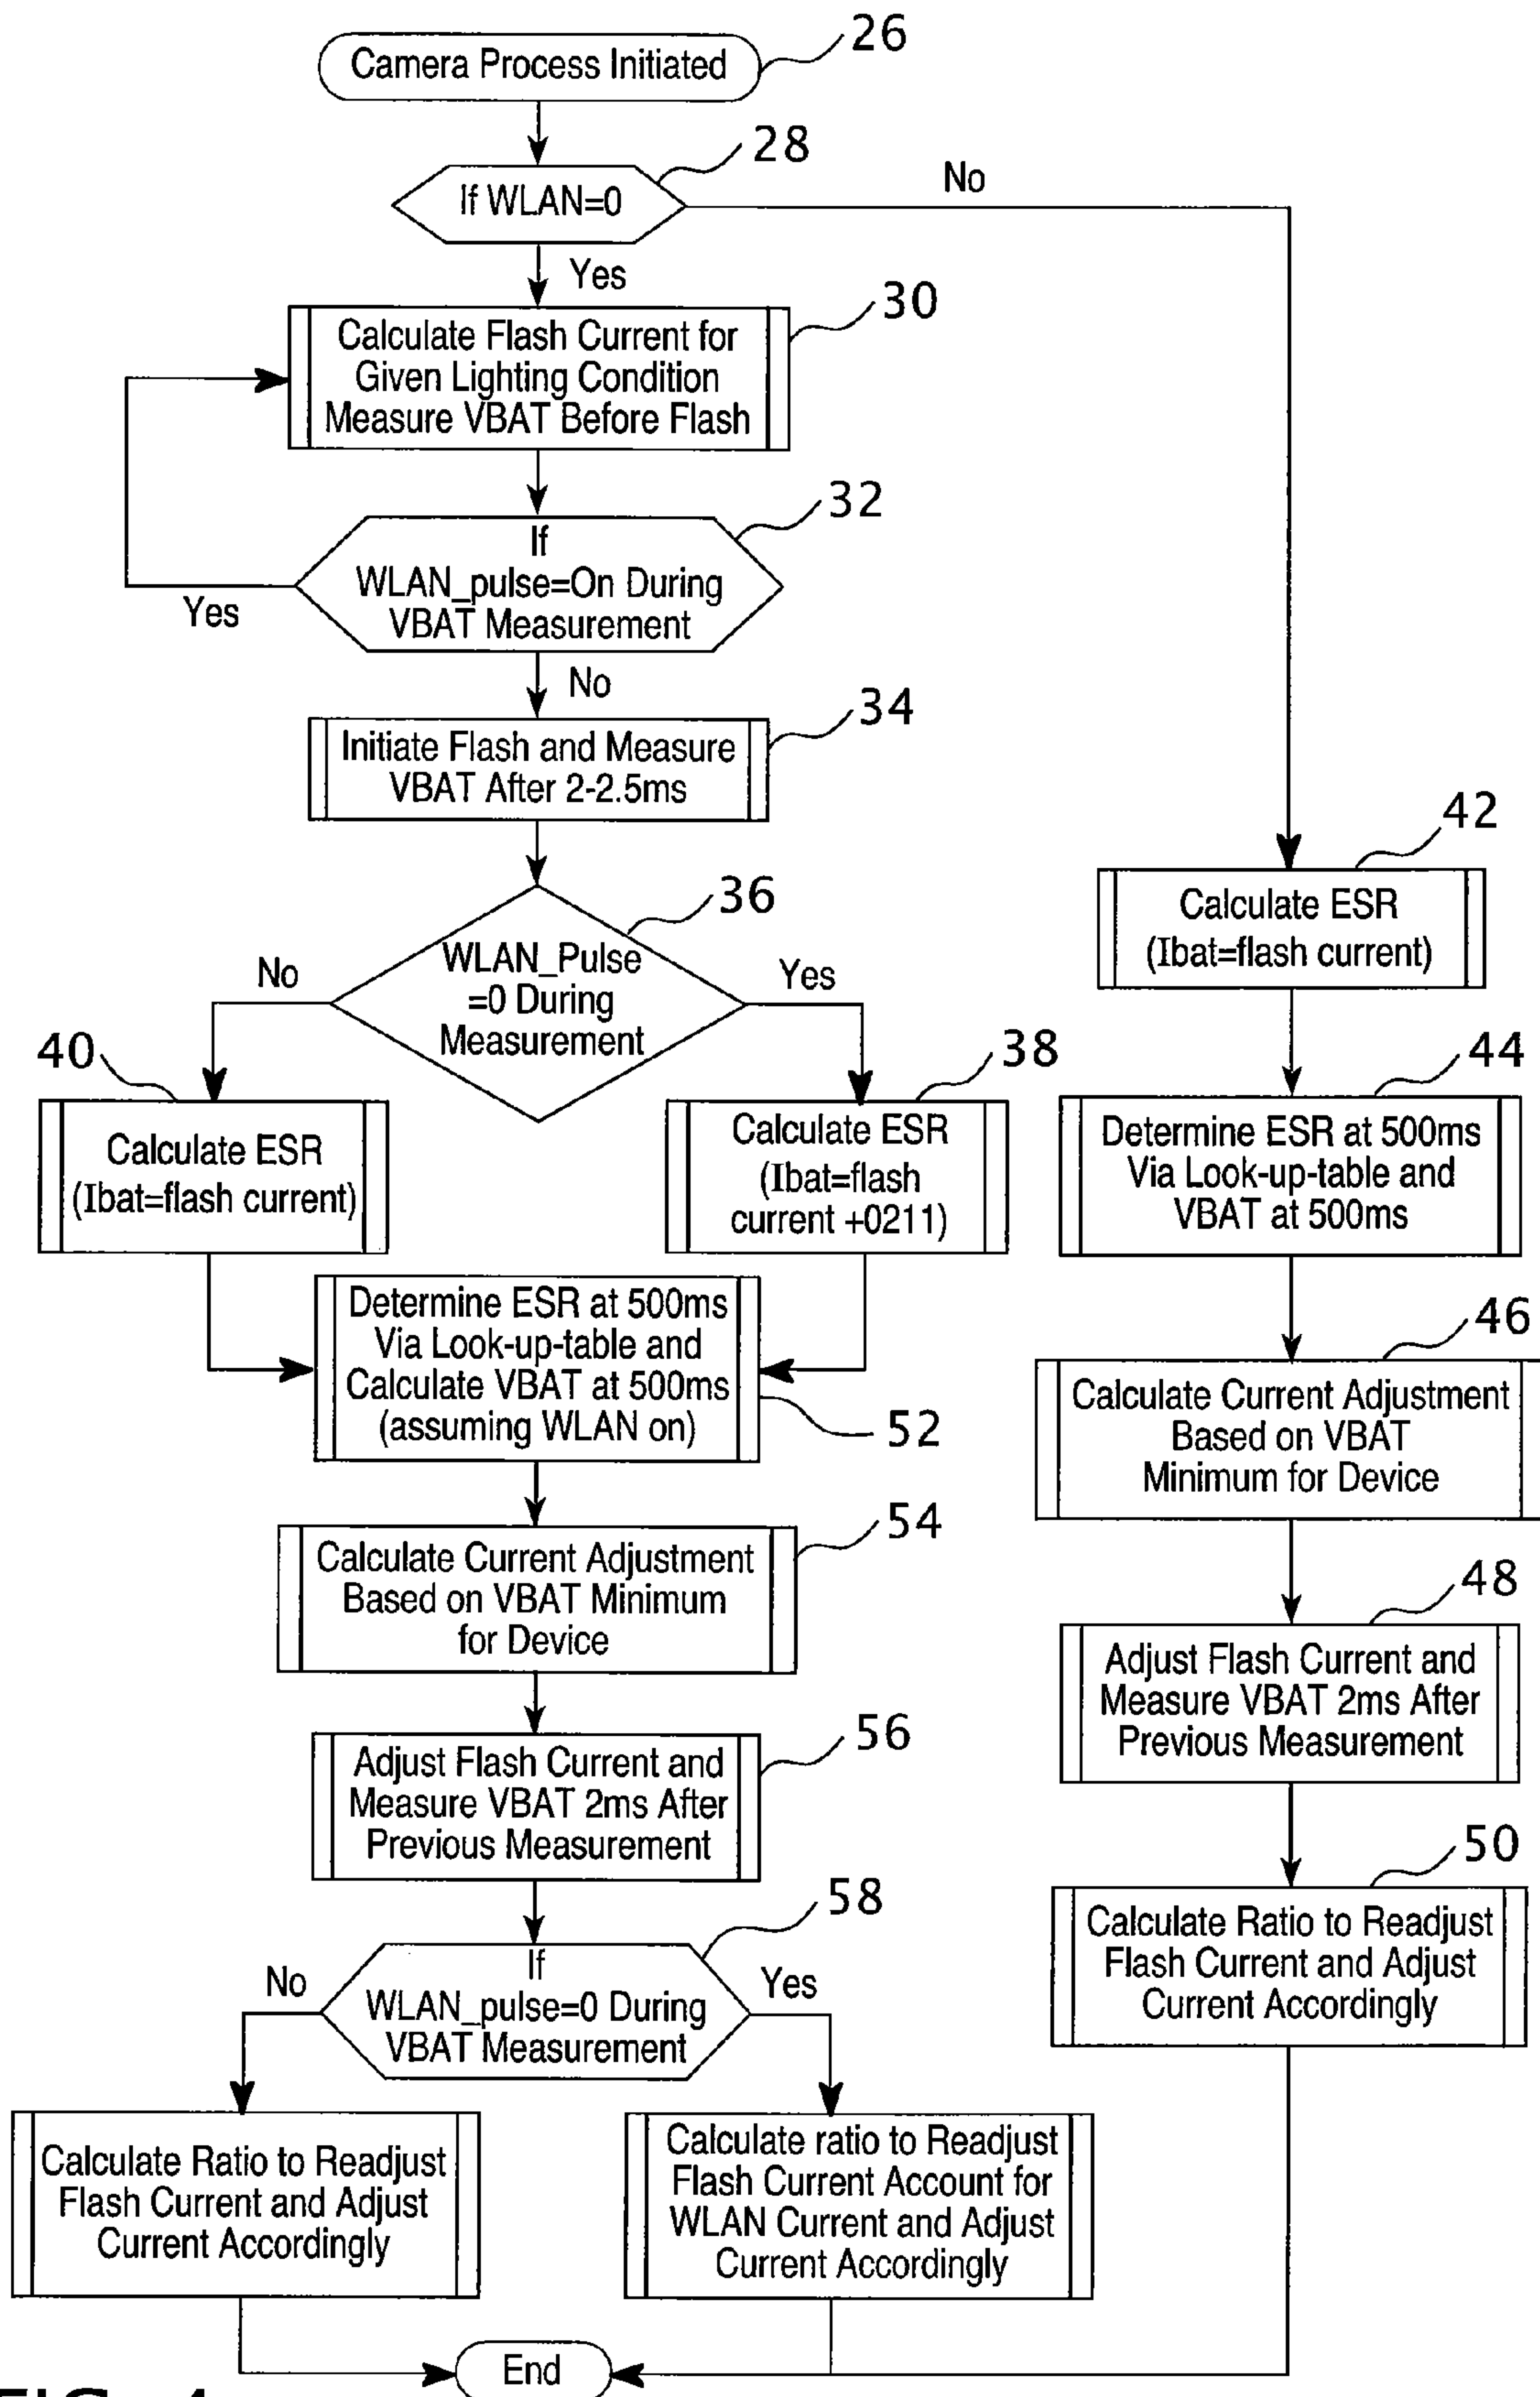 Camera Process Initiated
26
If WLAN=0
28
No
Yes
Calculate Flash Current for
Given Lighting Condition
Measure VBAT Before Flash
30
If
WLAN_pulse=On During
VBAT Measurement
32
Yes
No
Initiate Flash and Measure
VBAT After 2-2.5ms
34
WLAN_Pulse
=0 During
Measurement
36
No
Yes
40
Calculate ESR
(Ibat=flash current)
38
Calculate ESR
(Ibat=flash
current +0211)
42
Calculate ESR
(Ibat=flash current)
44
Determine ESR at 500ms
Via Look-up-table and
VBAT at 500ms
Determine ESR at 500ms
Via Look-up-table and
Calculate VBAT at 500ms
(assuming WLAN on)
52
46
Calculate Current Adjustment
Based on VBAT
Minimum for Device
54
Calculate Current Adjustment
Based on VBAT Minimum
for Device
48
Adjust Flash Current and
Measure VBAT 2ms After
Previous Measurement
56
Adjust Flash Current and
Measure VBAT 2ms After
Previous Measurement
50
Calculate Ratio to Readjust
Flash Current and Adjust
Current Accordingly
58
If
WLAN_pulse=0 During
VBAT Measurement
No
Yes
Calculate Ratio to Readjust
Flash Current and Adjust
Current Accordingly
Calculate ratio to Readjust
Flash Current Account for
WLAN Current and Adjust
Current Accordingly
End